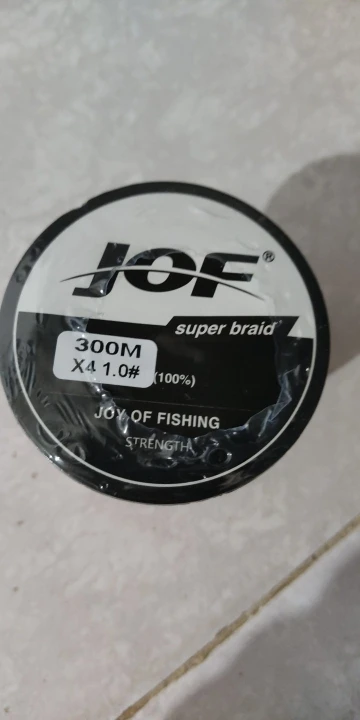 JOF®
super braid
300M
X4 1.0#
(100%)
JOY OF FISHING
STRENGTH